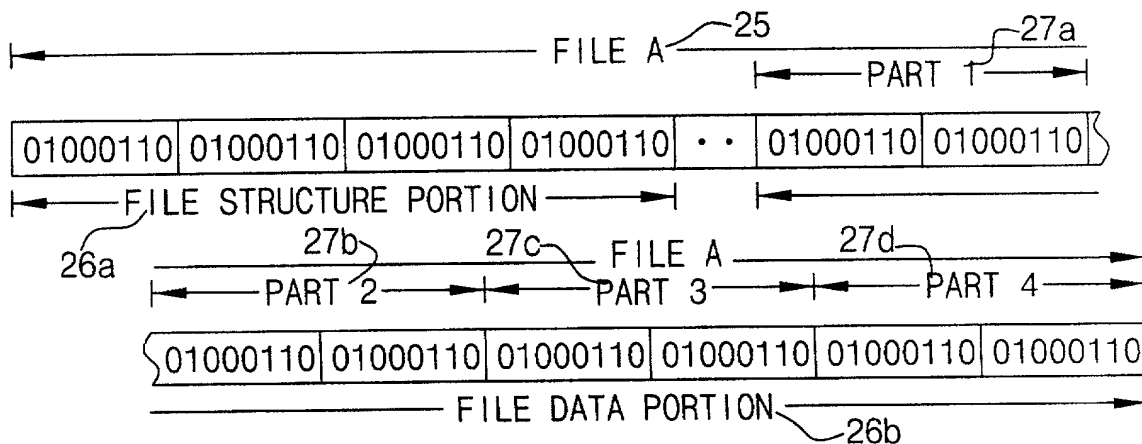 FILE A 25
27a
PART 1
01000110 01000110 01000110 01000110 ·· 01000110 01000110
FILE STRUCTURE PORTION
26a
27b 27c FILE A 27d
PART 2 PART 3 PART 4
01000110 01000110 01000110 01000110 01000110 01000110
FILE DATA PORTION
26b